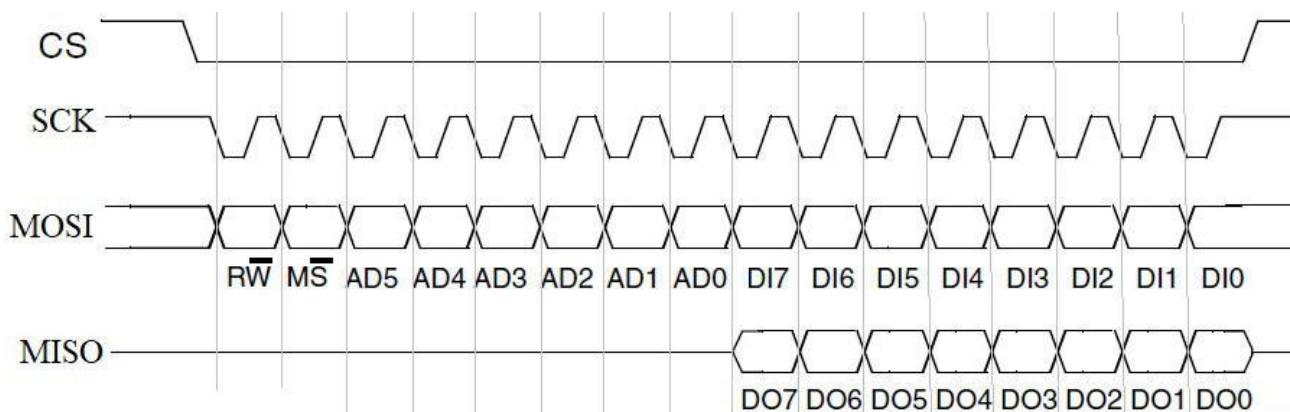 CS
SCK
MOSI
RW̅ MS̅ AD5 AD4 AD3 AD2 AD1 AD0 DI7 DI6 DI5 DI4 DI3 DI2 DI1 DI0
MISO
DO7 DO6 DO5 DO4 DO3 DO2 DO1 DO0